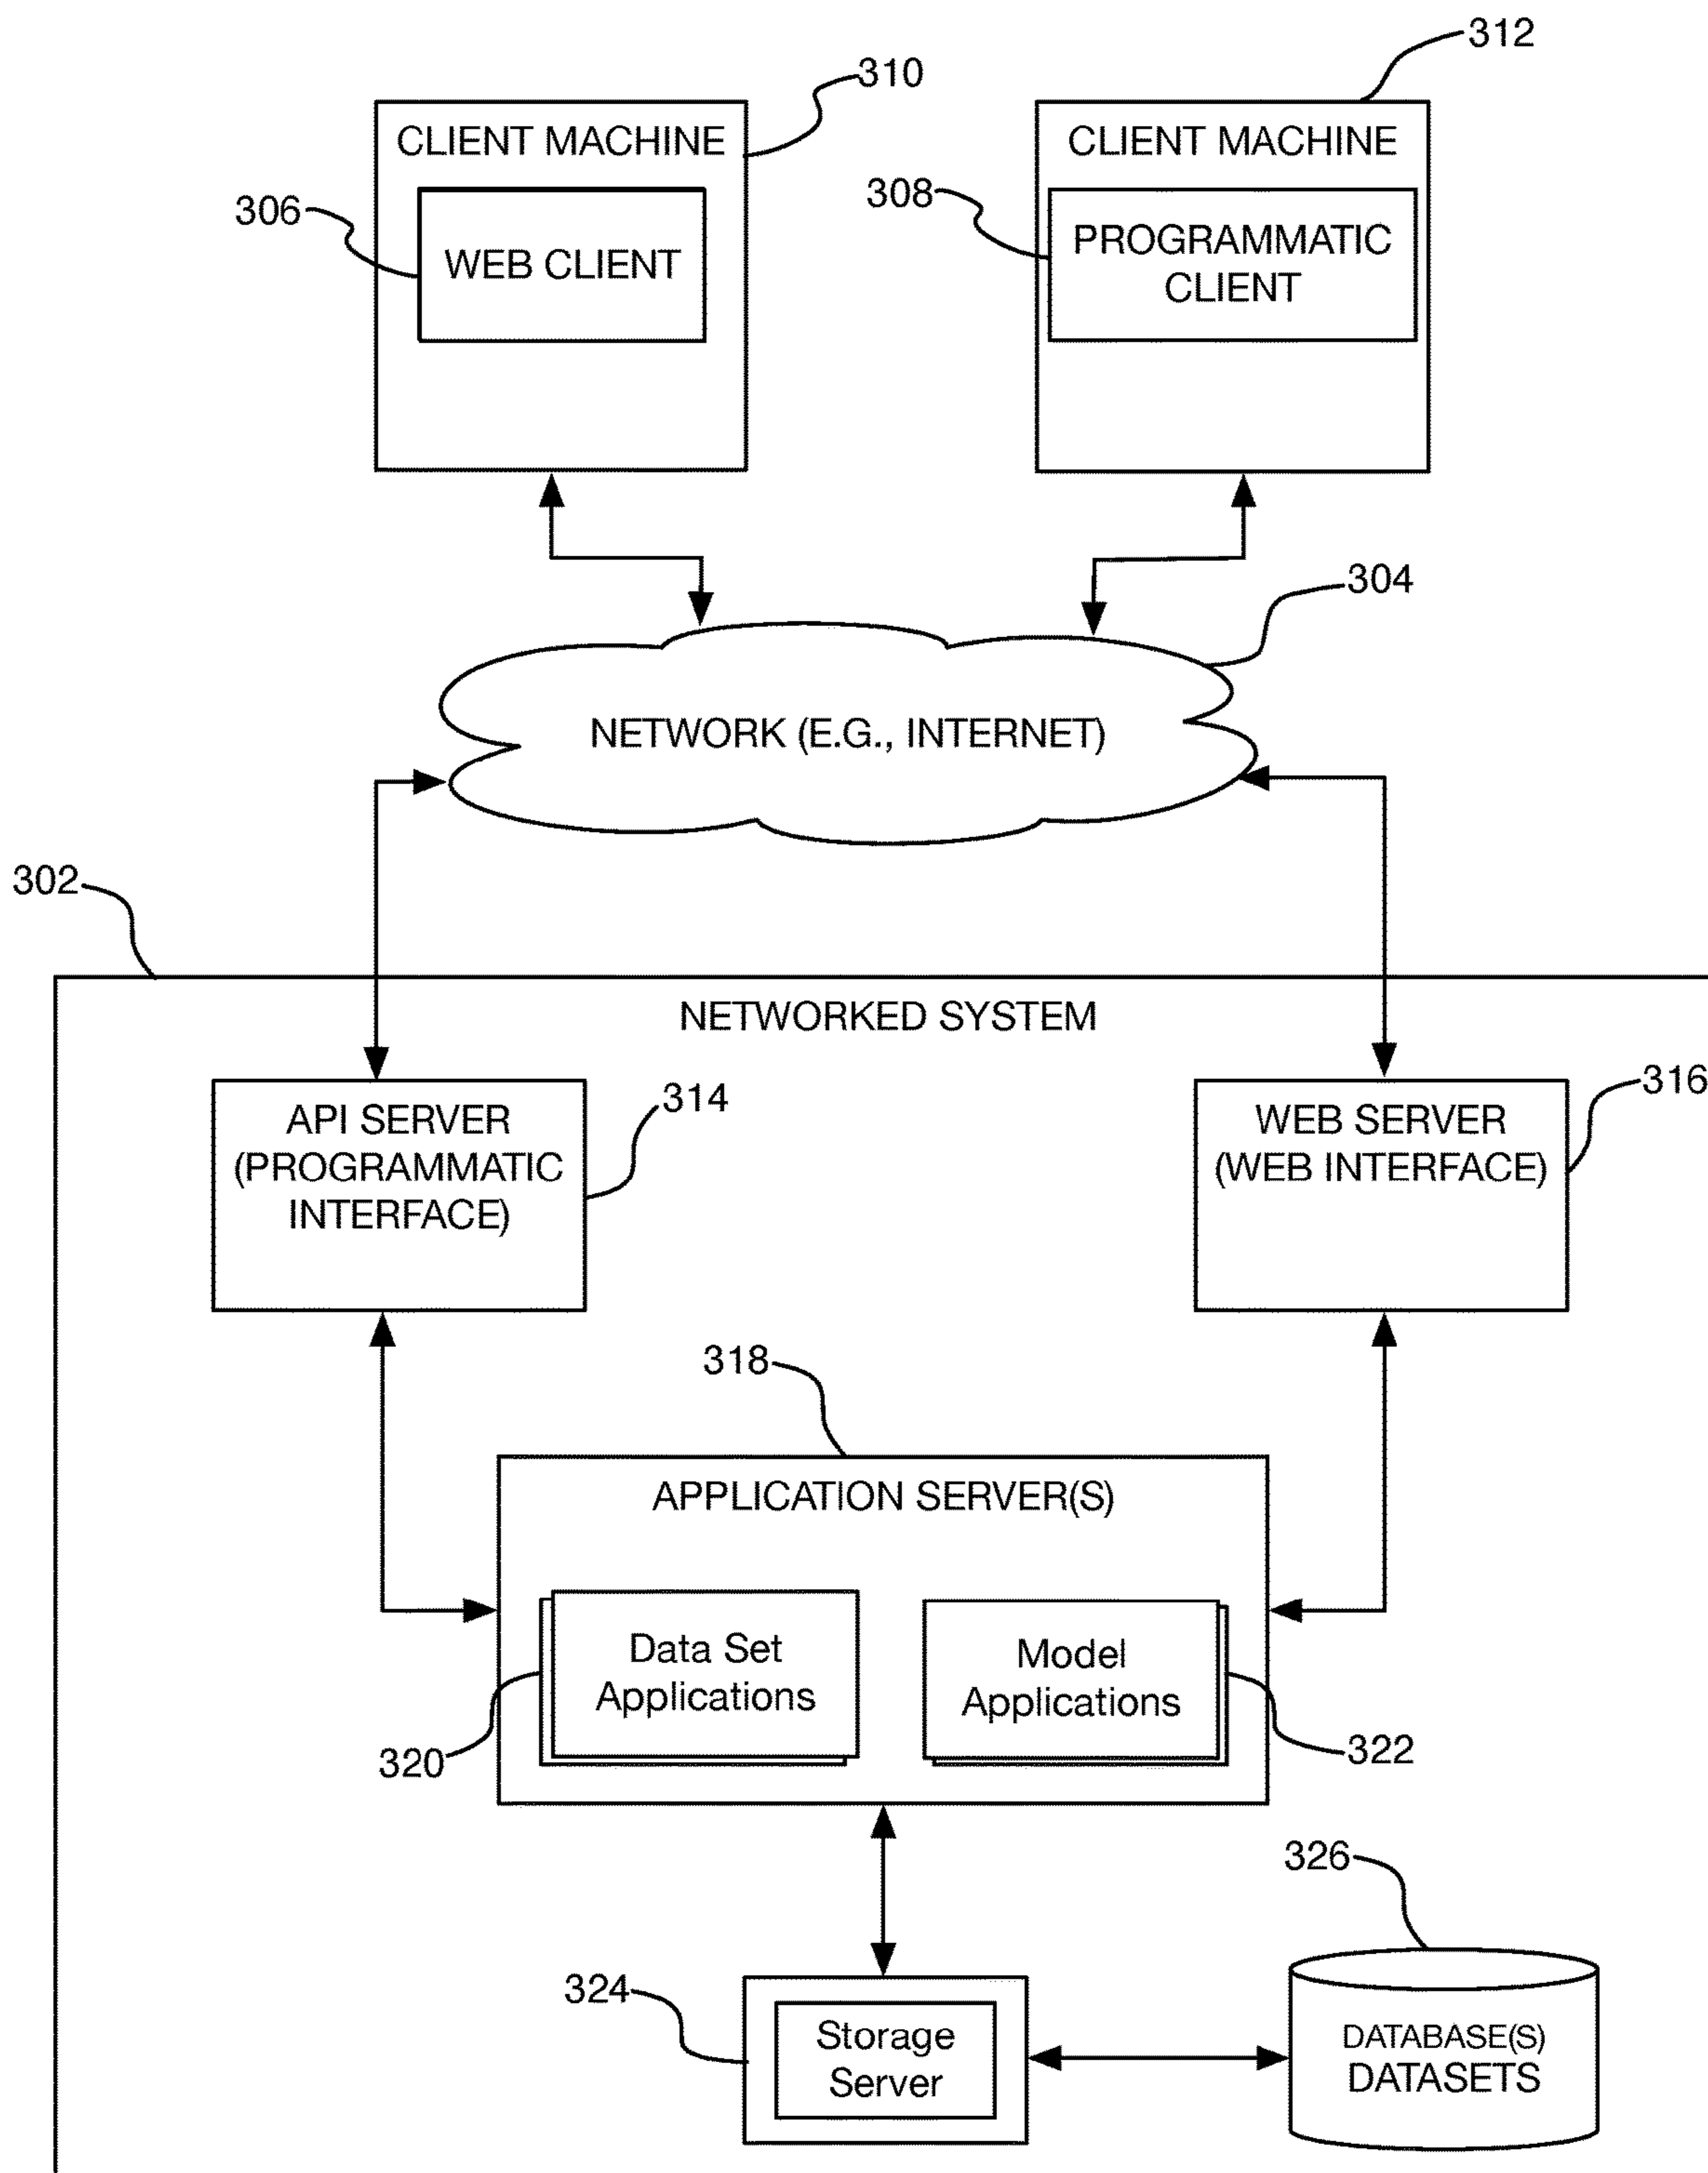 312
310
CLIENT MACHINE
CLIENT MACHINE
306
308
WEB CLIENT
PROGRAMMATIC
CLIENT
304
NETWORK (E.G., INTERNET)
302
NETWORKED SYSTEM
API SERVER
(PROGRAMMATIC
INTERFACE)
314
WEB SERVER
(WEB INTERFACE)
316
318
APPLICATION SERVER(S)
Data Set
Applications
Model
Applications
320
322
326
324
Storage
Server
DATABASE(S)
DATASETS